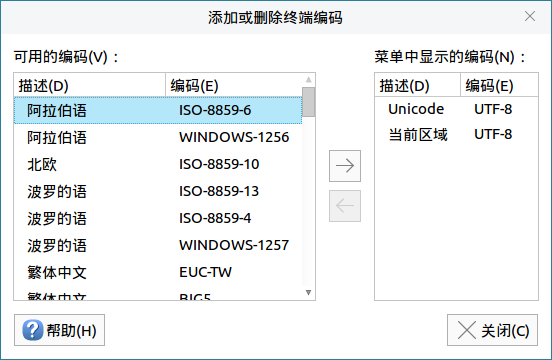 添加或删除终端编码
可用的编码(V)：
描述(D) 编码(E)
阿拉伯语 ISO-8859-6
阿拉伯语 WINDOWS-1256
北欧 ISO-8859-10
波罗的语 ISO-8859-13
波罗的语 ISO-8859-4
波罗的语 WINDOWS-1257
繁体中文 EUC-TW
繁体中文 BIG5
菜单中显示的编码(N)：
描述(D) 编码(E)
Unicode UTF-8
当前区域 UTF-8
帮助(H)
关闭(C)